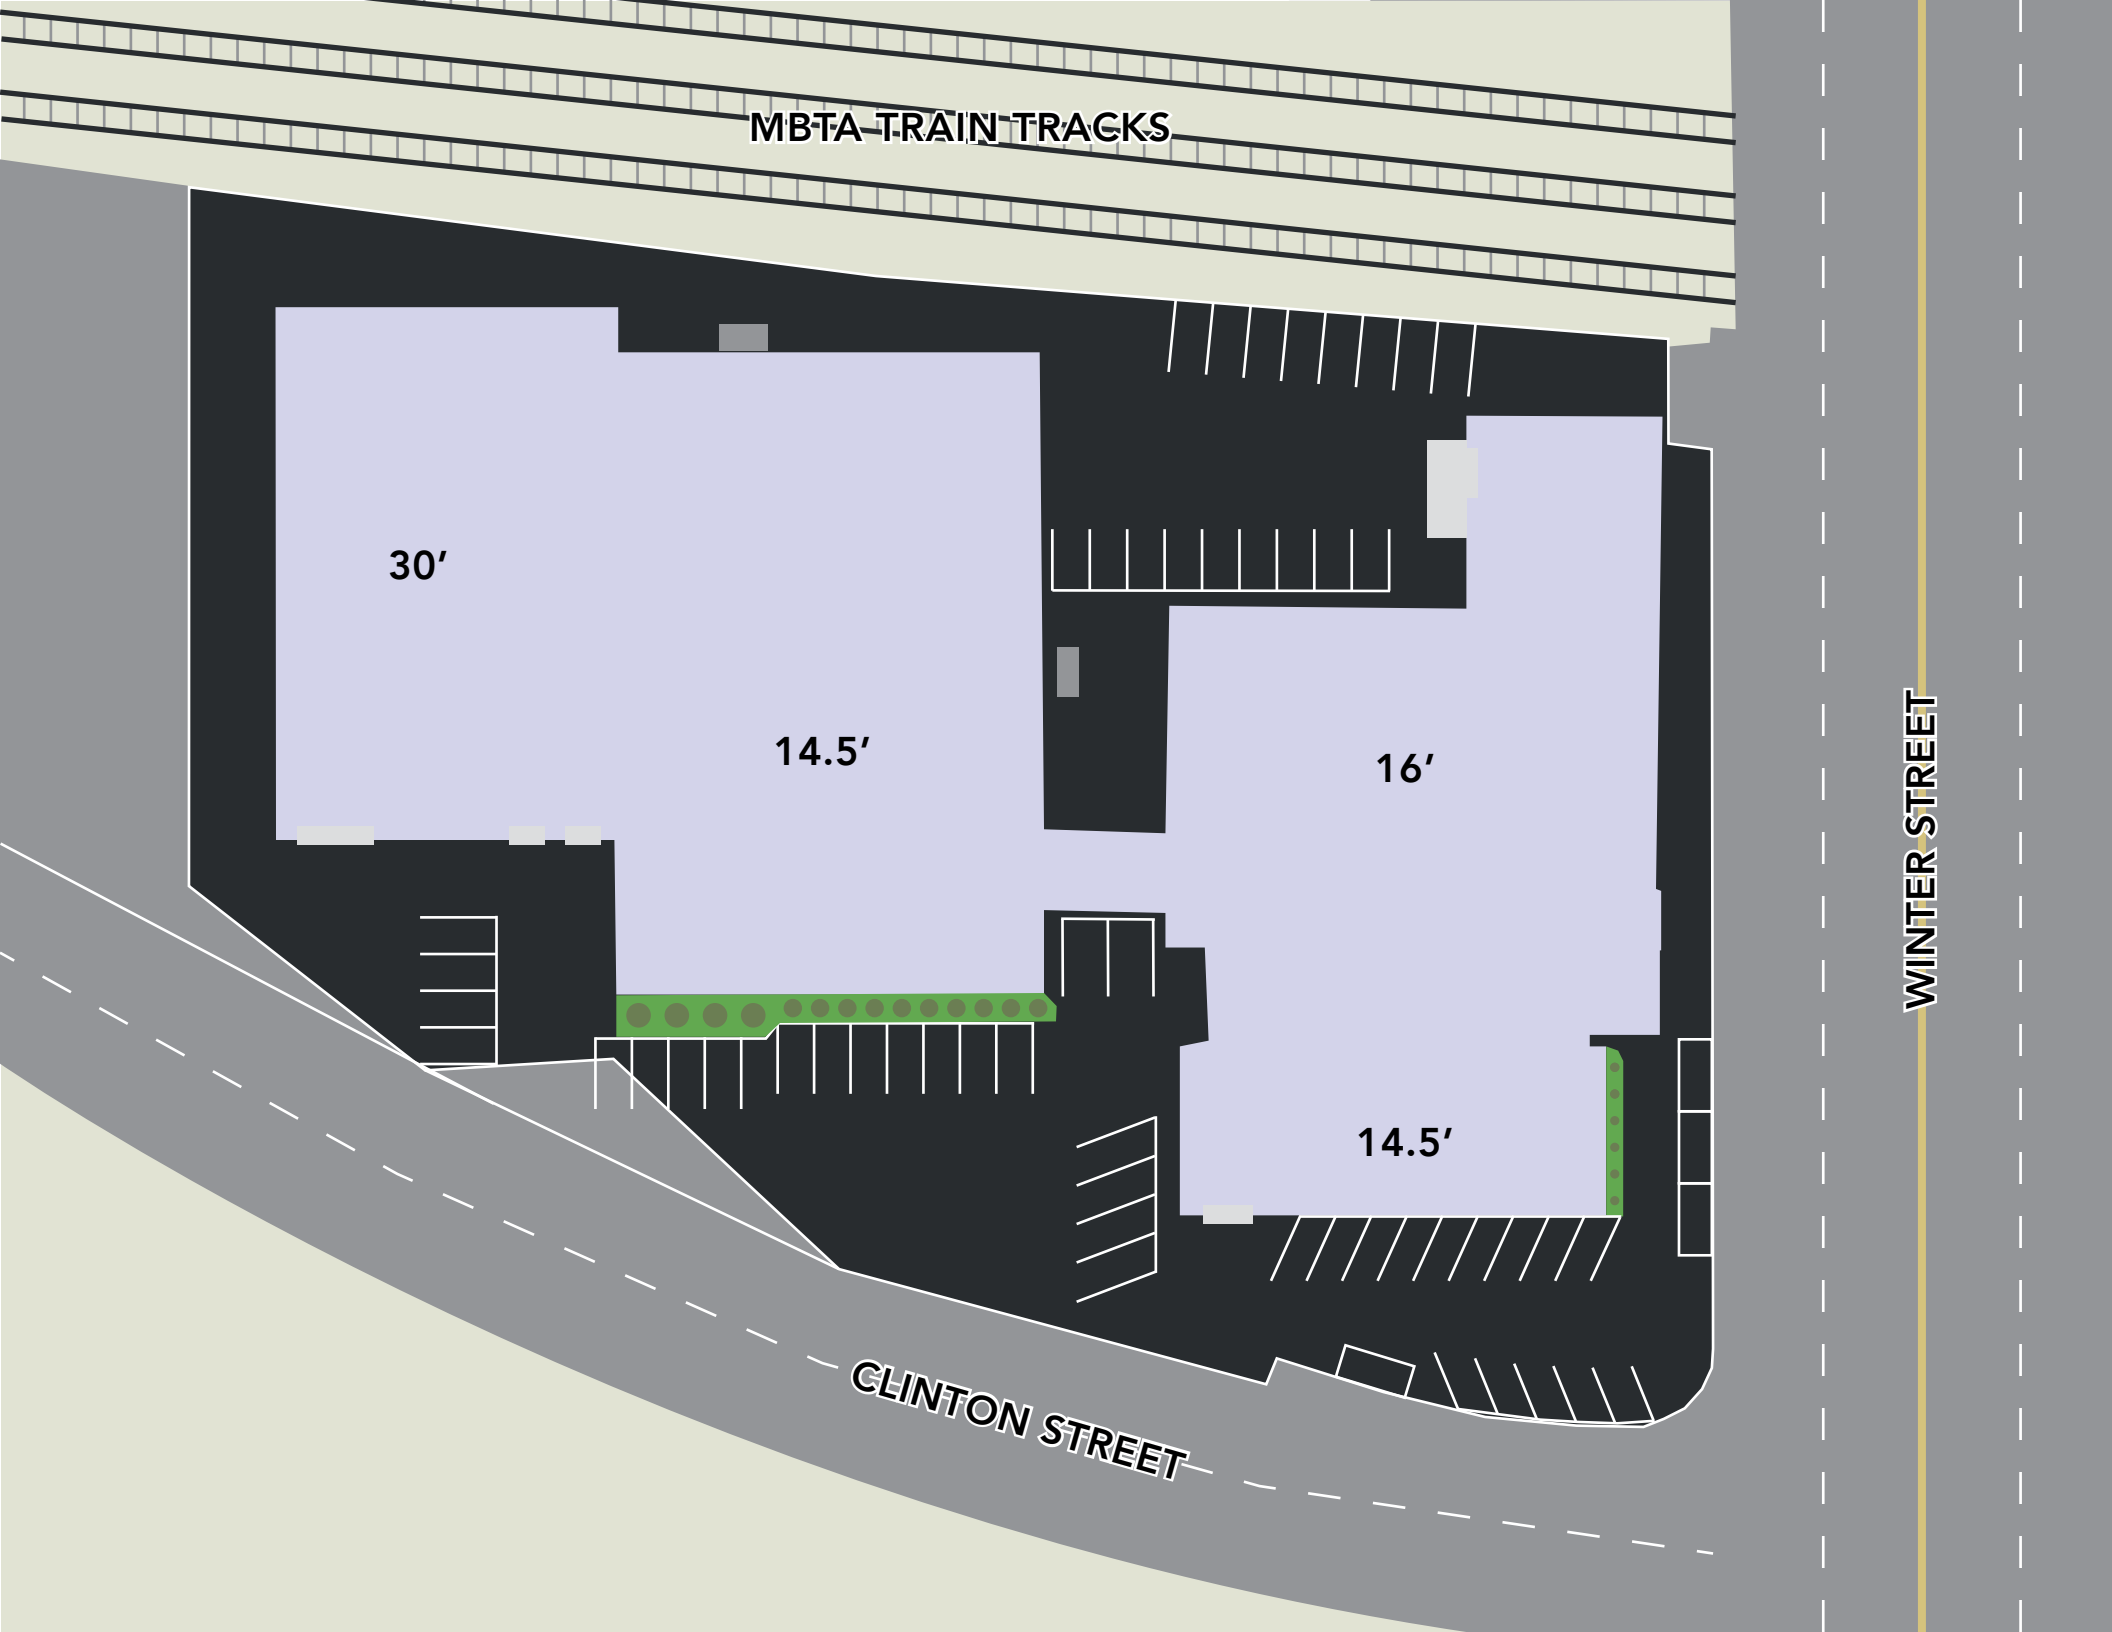 MBTA TRAIN TRACKS
30’
14.5’
16’
WINTER STREET
14.5’
CLINTON STREET